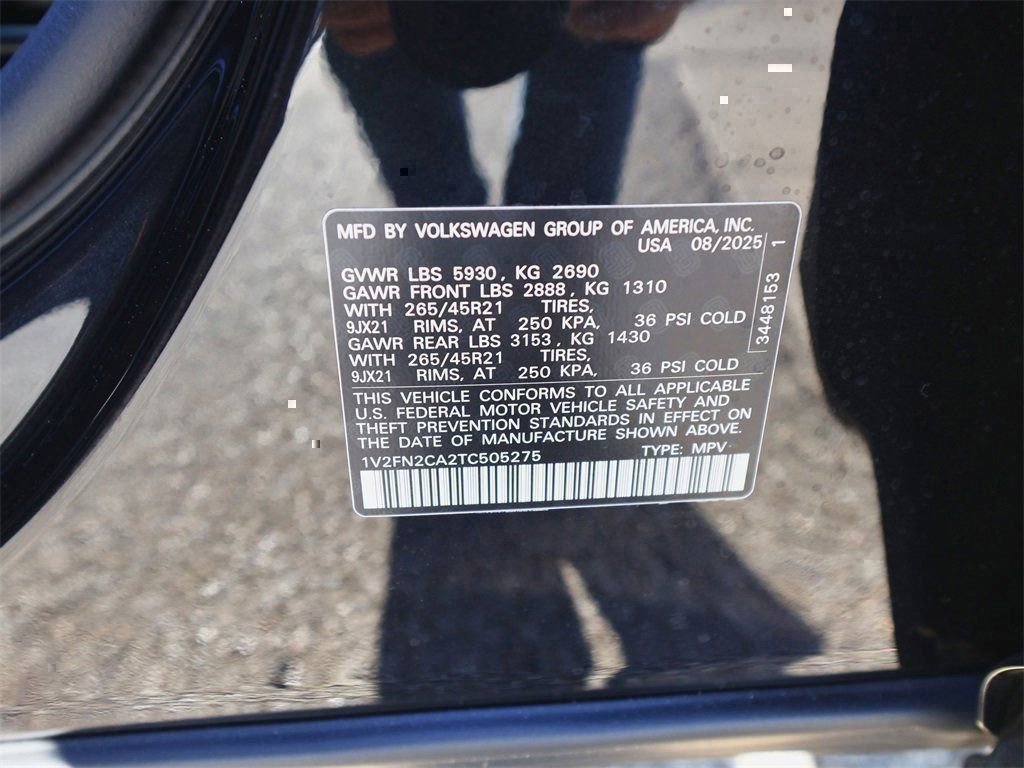 MFD BY VOLKSWAGEN GROUP OF AMERICA, INC.
USA 08/2025
GVWR LBS 5930, KG 2690
GAWR FRONT LBS 2888, KG 1310
WITH 265/45R21 TIRES,
9JX21 RIMS, AT 250 KPA, 36 PSI COLD
GAWR REAR LBS 3153, KG 1430
WITH 265/45R21 TIRES,
9JX21 RIMS, AT 250 KPA, 36 PSI COLD
3448153 1
THIS VEHICLE CONFORMS TO ALL APPLICABLE
U.S. FEDERAL MOTOR VEHICLE SAFETY AND
THEFT PREVENTION STANDARDS IN EFFECT ON
THE DATE OF MANUFACTURE SHOWN ABOVE.
1V2FN2CA2TC505275 TYPE: MPV